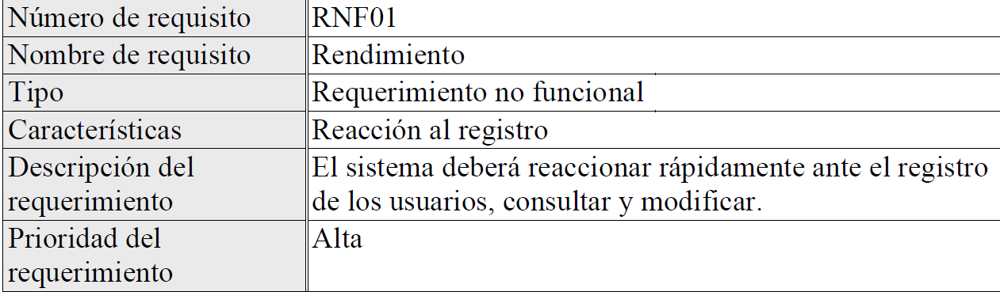 Número de requisito RNF01
Nombre de requisito Rendimiento
Tipo Requerimiento no funcional
Características Reacción al registro
Descripción del
requerimiento
El sistema deberá reaccionar rápidamente ante el registro
de los usuarios, consultar y modificar.
Prioridad del
requerimiento
Alta